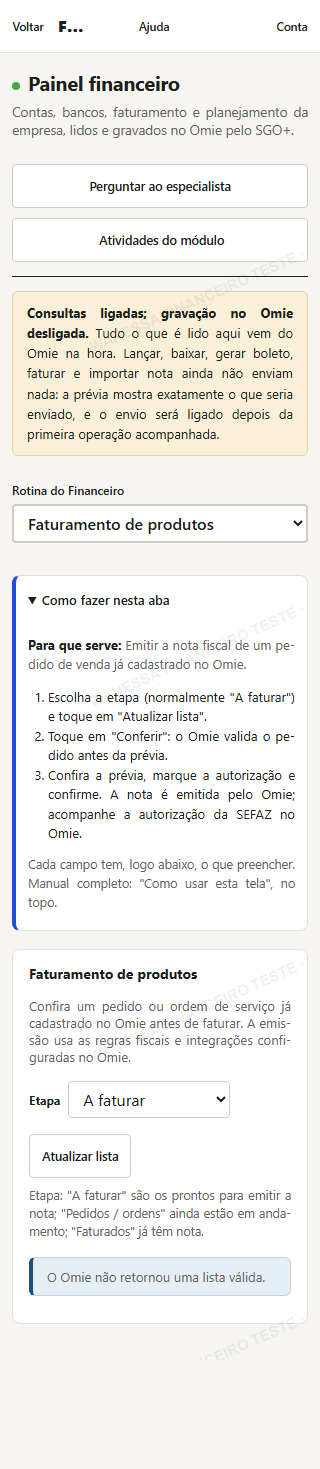 Voltar F... Ajuda Conta
Painel financeiro
Contas, bancos, faturamento e planejamento da
empresa, lidos e gravados no Omie pelo SGO+.
Perguntar ao especialista
Atividades do módulo
Consultas ligadas; gravação no Omie
desligada. Tudo o que é lido aqui vem do
Omie na hora. Lançar, baixar, gerar boleto,
faturar e importar nota ainda não enviam
nada: a prévia mostra exatamente o que seria
enviado, e o envio será ligado depois da
primeira operação acompanhada.
Rotina do Financeiro
Faturamento de produtos
▼ Como fazer nesta aba
Para que serve: Emitir a nota fiscal de um pe-
dido de venda já cadastrado no Omie.
1. Escolha a etapa (normalmente "A faturar")
e toque em "Atualizar lista".
2. Toque em "Conferir": o Omie valida o pe-
dido antes da prévia.
3. Confira a prévia, marque a autorização e
confirme. A nota é emitida pelo Omie;
acompanhe a autorização da SEFAZ no
Omie.
Cada campo tem, logo abaixo, o que preencher.
Manual completo: "Como usar esta tela", no
topo.
Faturamento de produtos
Confira um pedido ou ordem de serviço já
cadastrado no Omie antes de faturar. A emis-
são usa as regras fiscais e integrações confi-
guradas no Omie.
Etapa A faturar
Atualizar lista
Etapa: "A faturar" são os prontos para emitir a
nota; "Pedidos / ordens" ainda estão em anda-
mento; "Faturados" já têm nota.
O Omie não retornou uma lista válida.